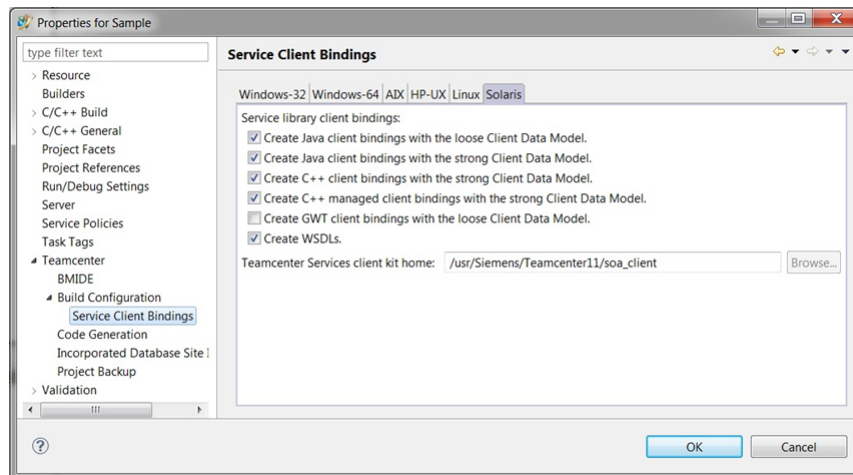 Properties for Sample
type filter text
Resource
Builders
C/C++ Build
C/C++ General
Project Facets
Project References
Run/Debug Settings
Server
Service Policies
Task Tags
Teamcenter
BMIDE
Build Configuration
Service Client Bindings
Code Generation
Incorporated Database Site I
Project Backup
Validation
Service Client Bindings
Windows-32 Windows-64 AIX HP-UX Linux Solaris
Service library client bindings:
Create Java client bindings with the loose Client Data Model.
Create Java client bindings with the strong Client Data Model.
Create C++ client bindings with the strong Client Data Model.
Create C++ managed client bindings with the strong Client Data Model.
Create GWT client bindings with the loose Client Data Model.
Create WSDLs.
Teamcenter Services client kit home: /usr/Siemens/Teamcenter11/soa_client Browse...
OK Cancel